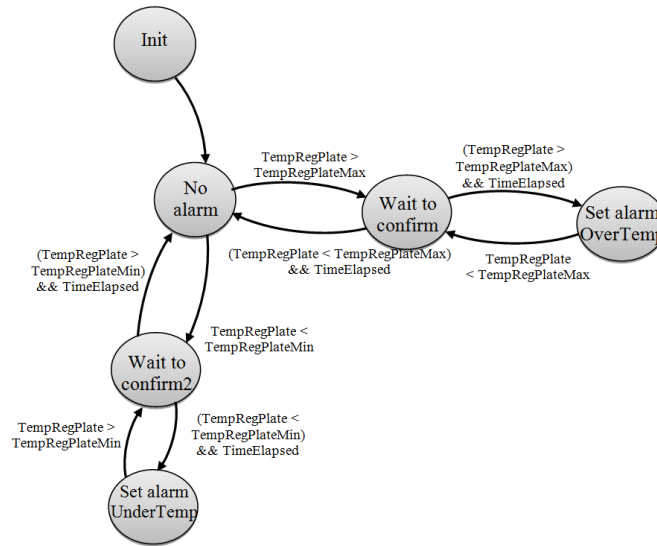 Init
No
alarm
TempRegPlate >
TempRegPlateMax
Wait to
confirm
(TempRegPlate >
TempRegPlateMax)
&& TimeElapsed
Set alarm
OverTemp
(TempRegPlate < TempRegPlateMax)
&& TimeElapsed
TempRegPlate
< TempRegPlateMax
(TempRegPlate >
TempRegPlateMin)
&& TimeElapsed
TempRegPlate <
TempRegPlateMin
Wait to
confirm2
TempRegPlate >
TempRegPlateMin
(TempRegPlate <
TempRegPlateMin)
&& TimeElapsed
Set alarm
UnderTemp